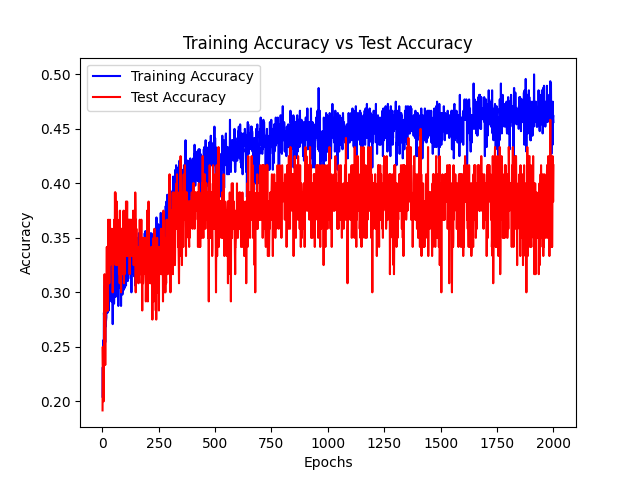 Training Accuracy vs Test Accuracy
Training Accuracy
Test Accuracy
0.50
0.45
0.40
0.35
0.30
0.25
0.20
Accuracy
0 250 500 750 1000 1250 1500 1750 2000
Epochs